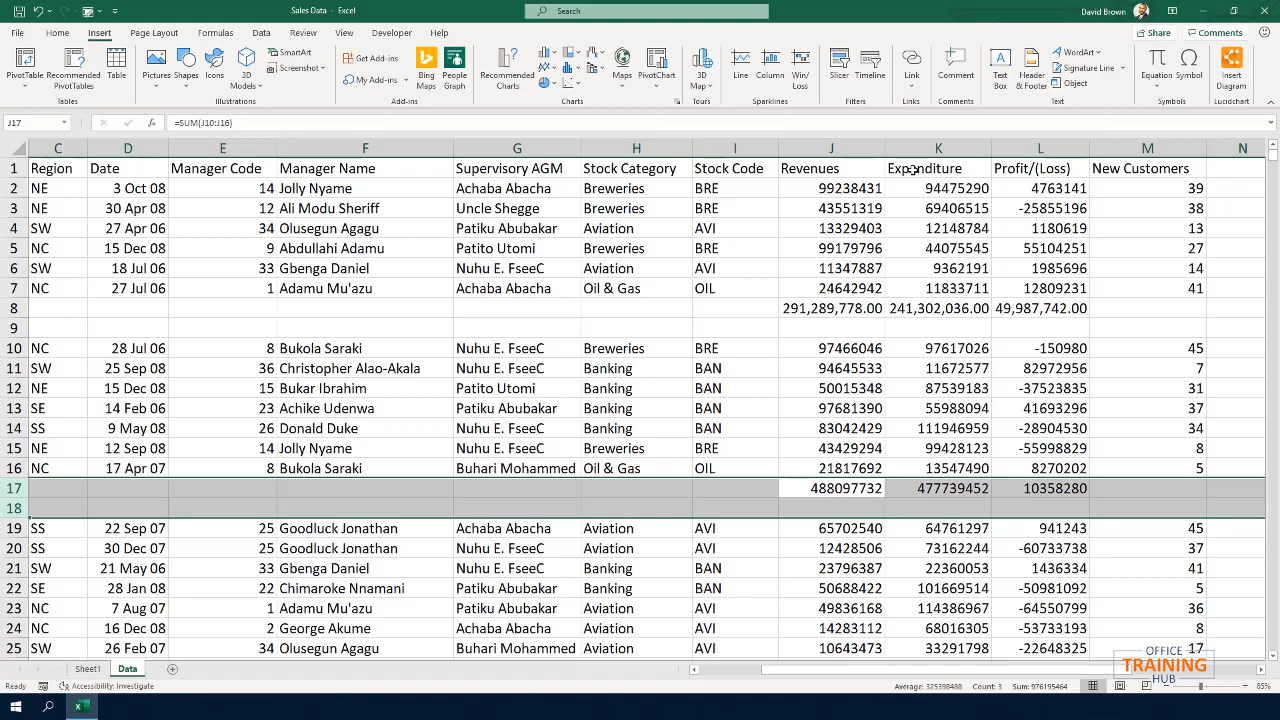 Sales Data - Excel
Search
David Brown
File Home Insert Page Layout Formulas Data Review View Developer Help Power Pivot
Share Comments
PivotTable Recommended PivotTables Table
Pictures Shapes Icons 3D Models SmartArt Screenshot
Get Add-ins My Add-ins Bing Maps People Graph
Recommended Charts Maps PivotChart
3D Map Line Column Win/Loss
Slicer Timeline Link Comment
Text Box Header & Footer WordArt Signature Line Object
Equation Symbol Insert Diagram
Tables Illustrations Add-ins Charts Tours Sparklines Filters Links Comments Text Symbols Lucidchart
J17 fx =SUM(J10:J16)
C D E F G H I J K L M N
1 Region Date Manager Code Manager Name Supervisory AGM Stock Category Stock Code Revenues Expenditure Profit/(Loss) New Customers
2 NE 3 Oct 08 14 Jolly Nyame Achaba Abacha Breweries BRE 99238431 94475290 4763141 39
3 NE 30 Apr 08 12 Ali Modu Sheriff Uncle Shegge Breweries BRE 43551319 69406515 -25855196 38
4 SW 27 Apr 06 34 Olusegun Agagu Patiku Abubakar Aviation AVI 13329403 12148784 1180619 13
5 NC 15 Dec 08 9 Abdullahi Adamu Patito Utomi Breweries BRE 99179796 44075545 55104251 27
6 SW 18 Jul 06 33 Gbenga Daniel Nuhu E. FseeC Aviation AVI 11347887 9362191 1985696 14
7 NC 27 Jul 06 1 Adamu Mu'azu Achaba Abacha Oil & Gas OIL 24642942 11833711 12809231 41
8 291,289,778.00 241,302,036.00 49,987,742.00
9
10 NC 28 Jul 06 8 Bukola Saraki Nuhu E. FseeC Breweries BRE 97466046 97617026 -150980 45
11 SW 25 Sep 08 36 Christopher Alao-Akala Nuhu E. FseeC Banking BAN 94645533 11672577 82972956 7
12 NE 15 Dec 08 15 Bukar Ibrahim Patito Utomi Banking BAN 50015348 87539183 -37523835 31
13 SE 14 Feb 06 23 Achike Udenwa Patiku Abubakar Banking BAN 97681390 55988094 41693296 37
14 SS 9 May 08 26 Donald Duke Nuhu E. FseeC Banking BAN 83042429 111946959 -28904530 34
15 NE 12 Sep 08 14 Jolly Nyame Nuhu E. FseeC Breweries BRE 43429294 99428123 -55998829 8
16 NC 17 Apr 07 8 Bukola Saraki Buhari Mohammed Oil & Gas OIL 21817692 13547490 8270202 5
17 488097732 477739452 10358280
18
19 SS 22 Sep 07 25 Goodluck Jonathan Achaba Abacha Aviation AVI 65702540 64761297 941243 45
20 SS 30 Dec 07 25 Goodluck Jonathan Nuhu E. FseeC Aviation AVI 12428506 73162244 -60733738 37
21 SW 21 May 06 33 Gbenga Daniel Nuhu E. FseeC Banking BAN 23796387 22360053 1436334 41
22 SE 28 Jan 08 22 Chimaroke Nnamani Patiku Abubakar Banking BAN 50688422 101669514 -50981092 5
23 NC 7 Aug 07 1 Adamu Mu'azu Patiku Abubakar Aviation AVI 49836168 114386967 -64550799 36
24 NC 16 Dec 08 2 George Akume Achaba Abacha Aviation AVI 14283112 68016305 -53733193 8
25 SW 26 Feb 07 34 Olusegun Agagu Buhari Mohammed Aviation AVI 10643473 33291798 -22648325 17
OFFICE
TRAINING
HUB
Sheet1 Data
Ready Accessibility: Investigate Average: 325398488 Count: 3 Sum: 976195464 85%